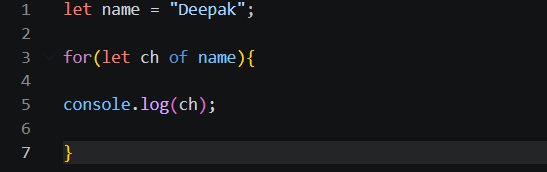 1 let name = "Deepak";
2
3 for(let ch of name){
4
5 console.log(ch);
6
7 }